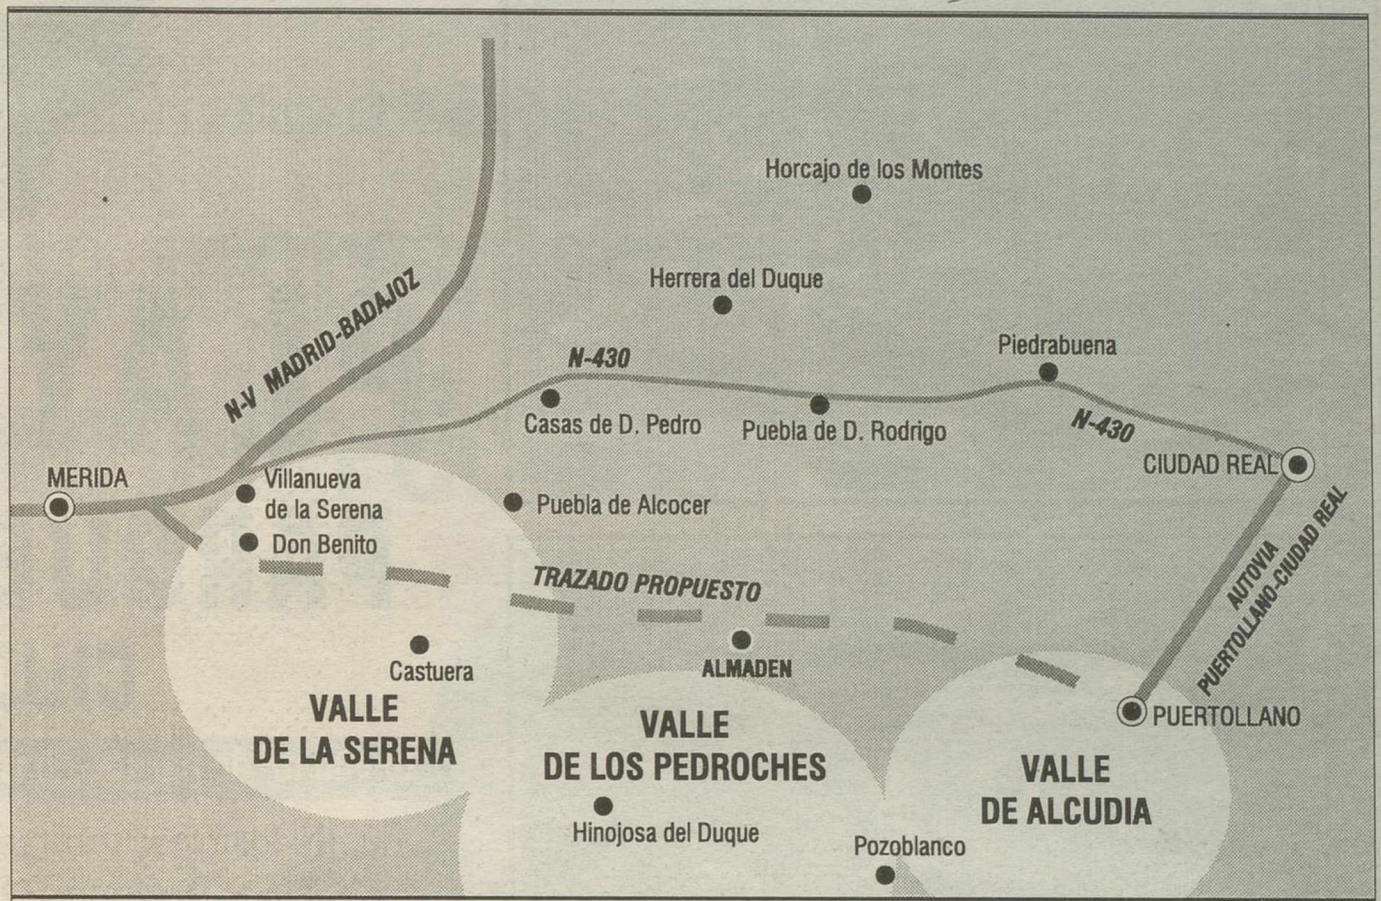 Horcajo de los Montes
Herrera del Duque
N-V MADRID-BADAJOZ
N-430
Piedrabuena
Casas de D. Pedro
Puebla de D. Rodrigo
N-430
CIUDAD REAL
MERIDA
Villanueva
de la Serena
Puebla de Alcocer
Don Benito
TRAZADO PROPUESTO
AUTOVIA
PUERTOLLANO-CIUDAD REAL
Castuera
ALMADEN
VALLE
DE LA SERENA
VALLE
DE LOS PEDROCHES
PUERTOLLANO
VALLE
DE ALCUDIA
Hinojosa del Duque
Pozoblanco